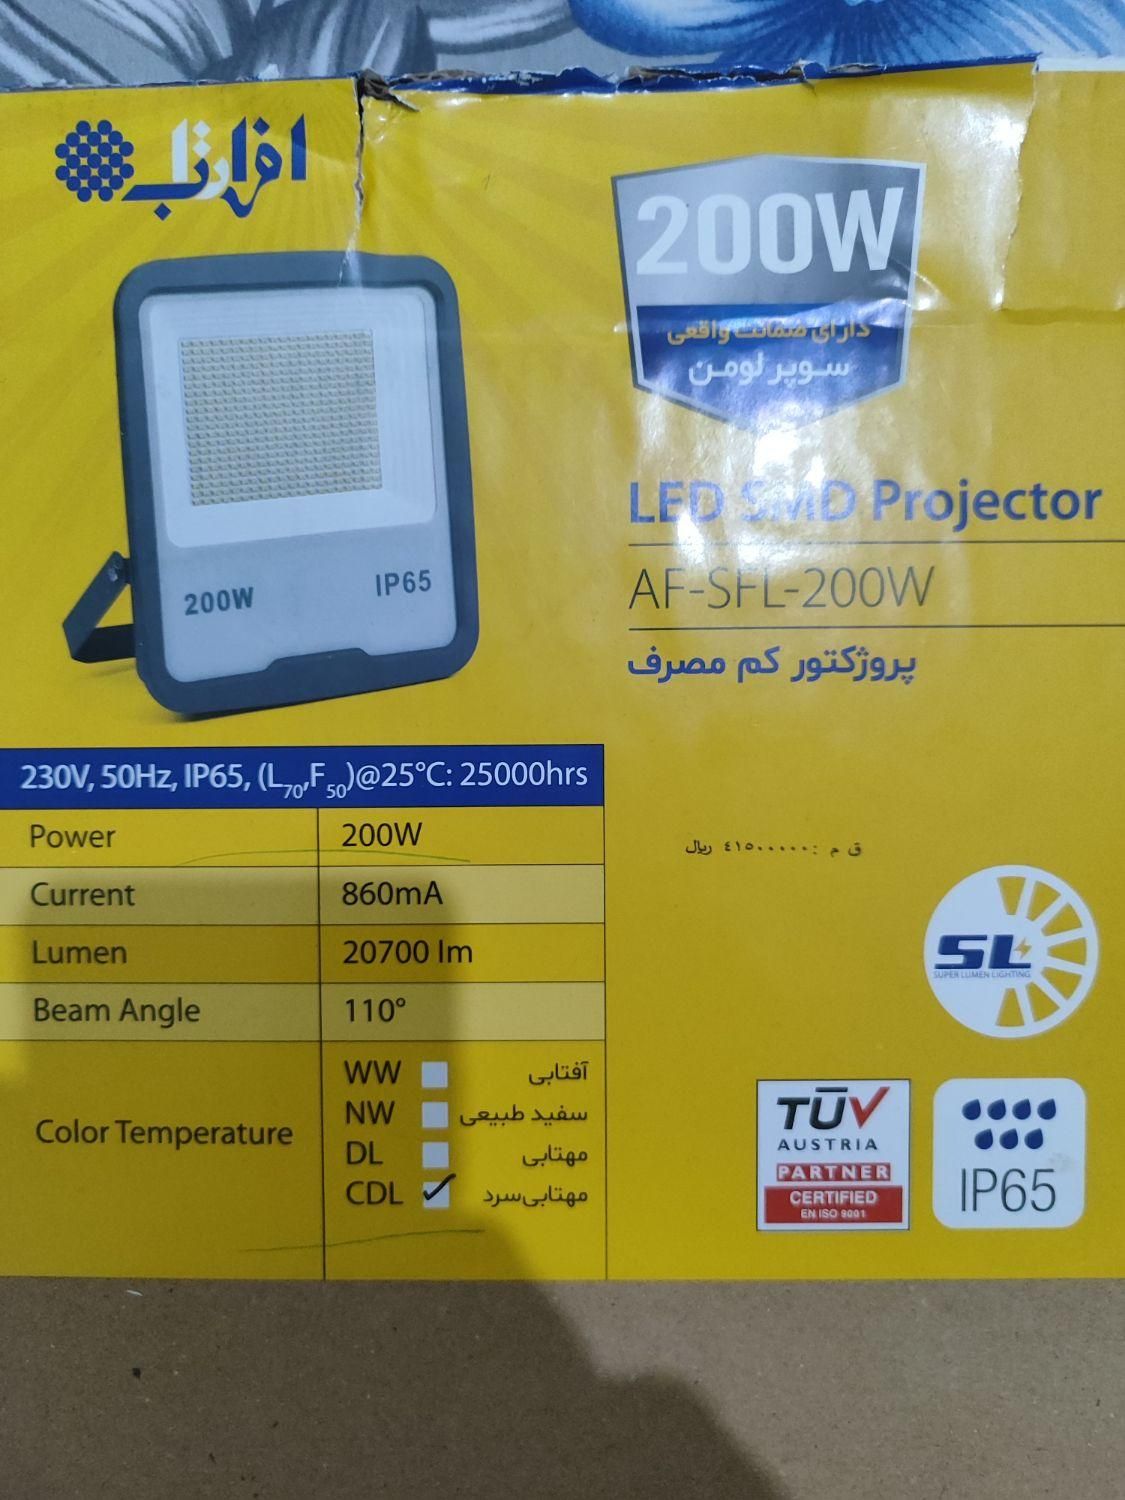 افراتاب
200W
دارای ضمانت واقعی
سوپر لومن
LED SMD Projector
AF-SFL-200W
پروژکتور کم مصرف
200W IP65
230V, 50Hz, IP65, (L70,F50)@25°C: 25000hrs
Power 200W
Current 860mA
Lumen 20700 lm
Beam Angle 110°
Color Temperature
WW آفتابی
NW سفید طبیعی
DL مهتابی
CDL ✓ مهتابی‌سرد
ق م : ٤١٥٠٠٠٠٠ ریال
SL
SUPER LUMEN LIGHTING
TÜV
AUSTRIA
PARTNER
CERTIFIED
EN ISO 9001
IP65